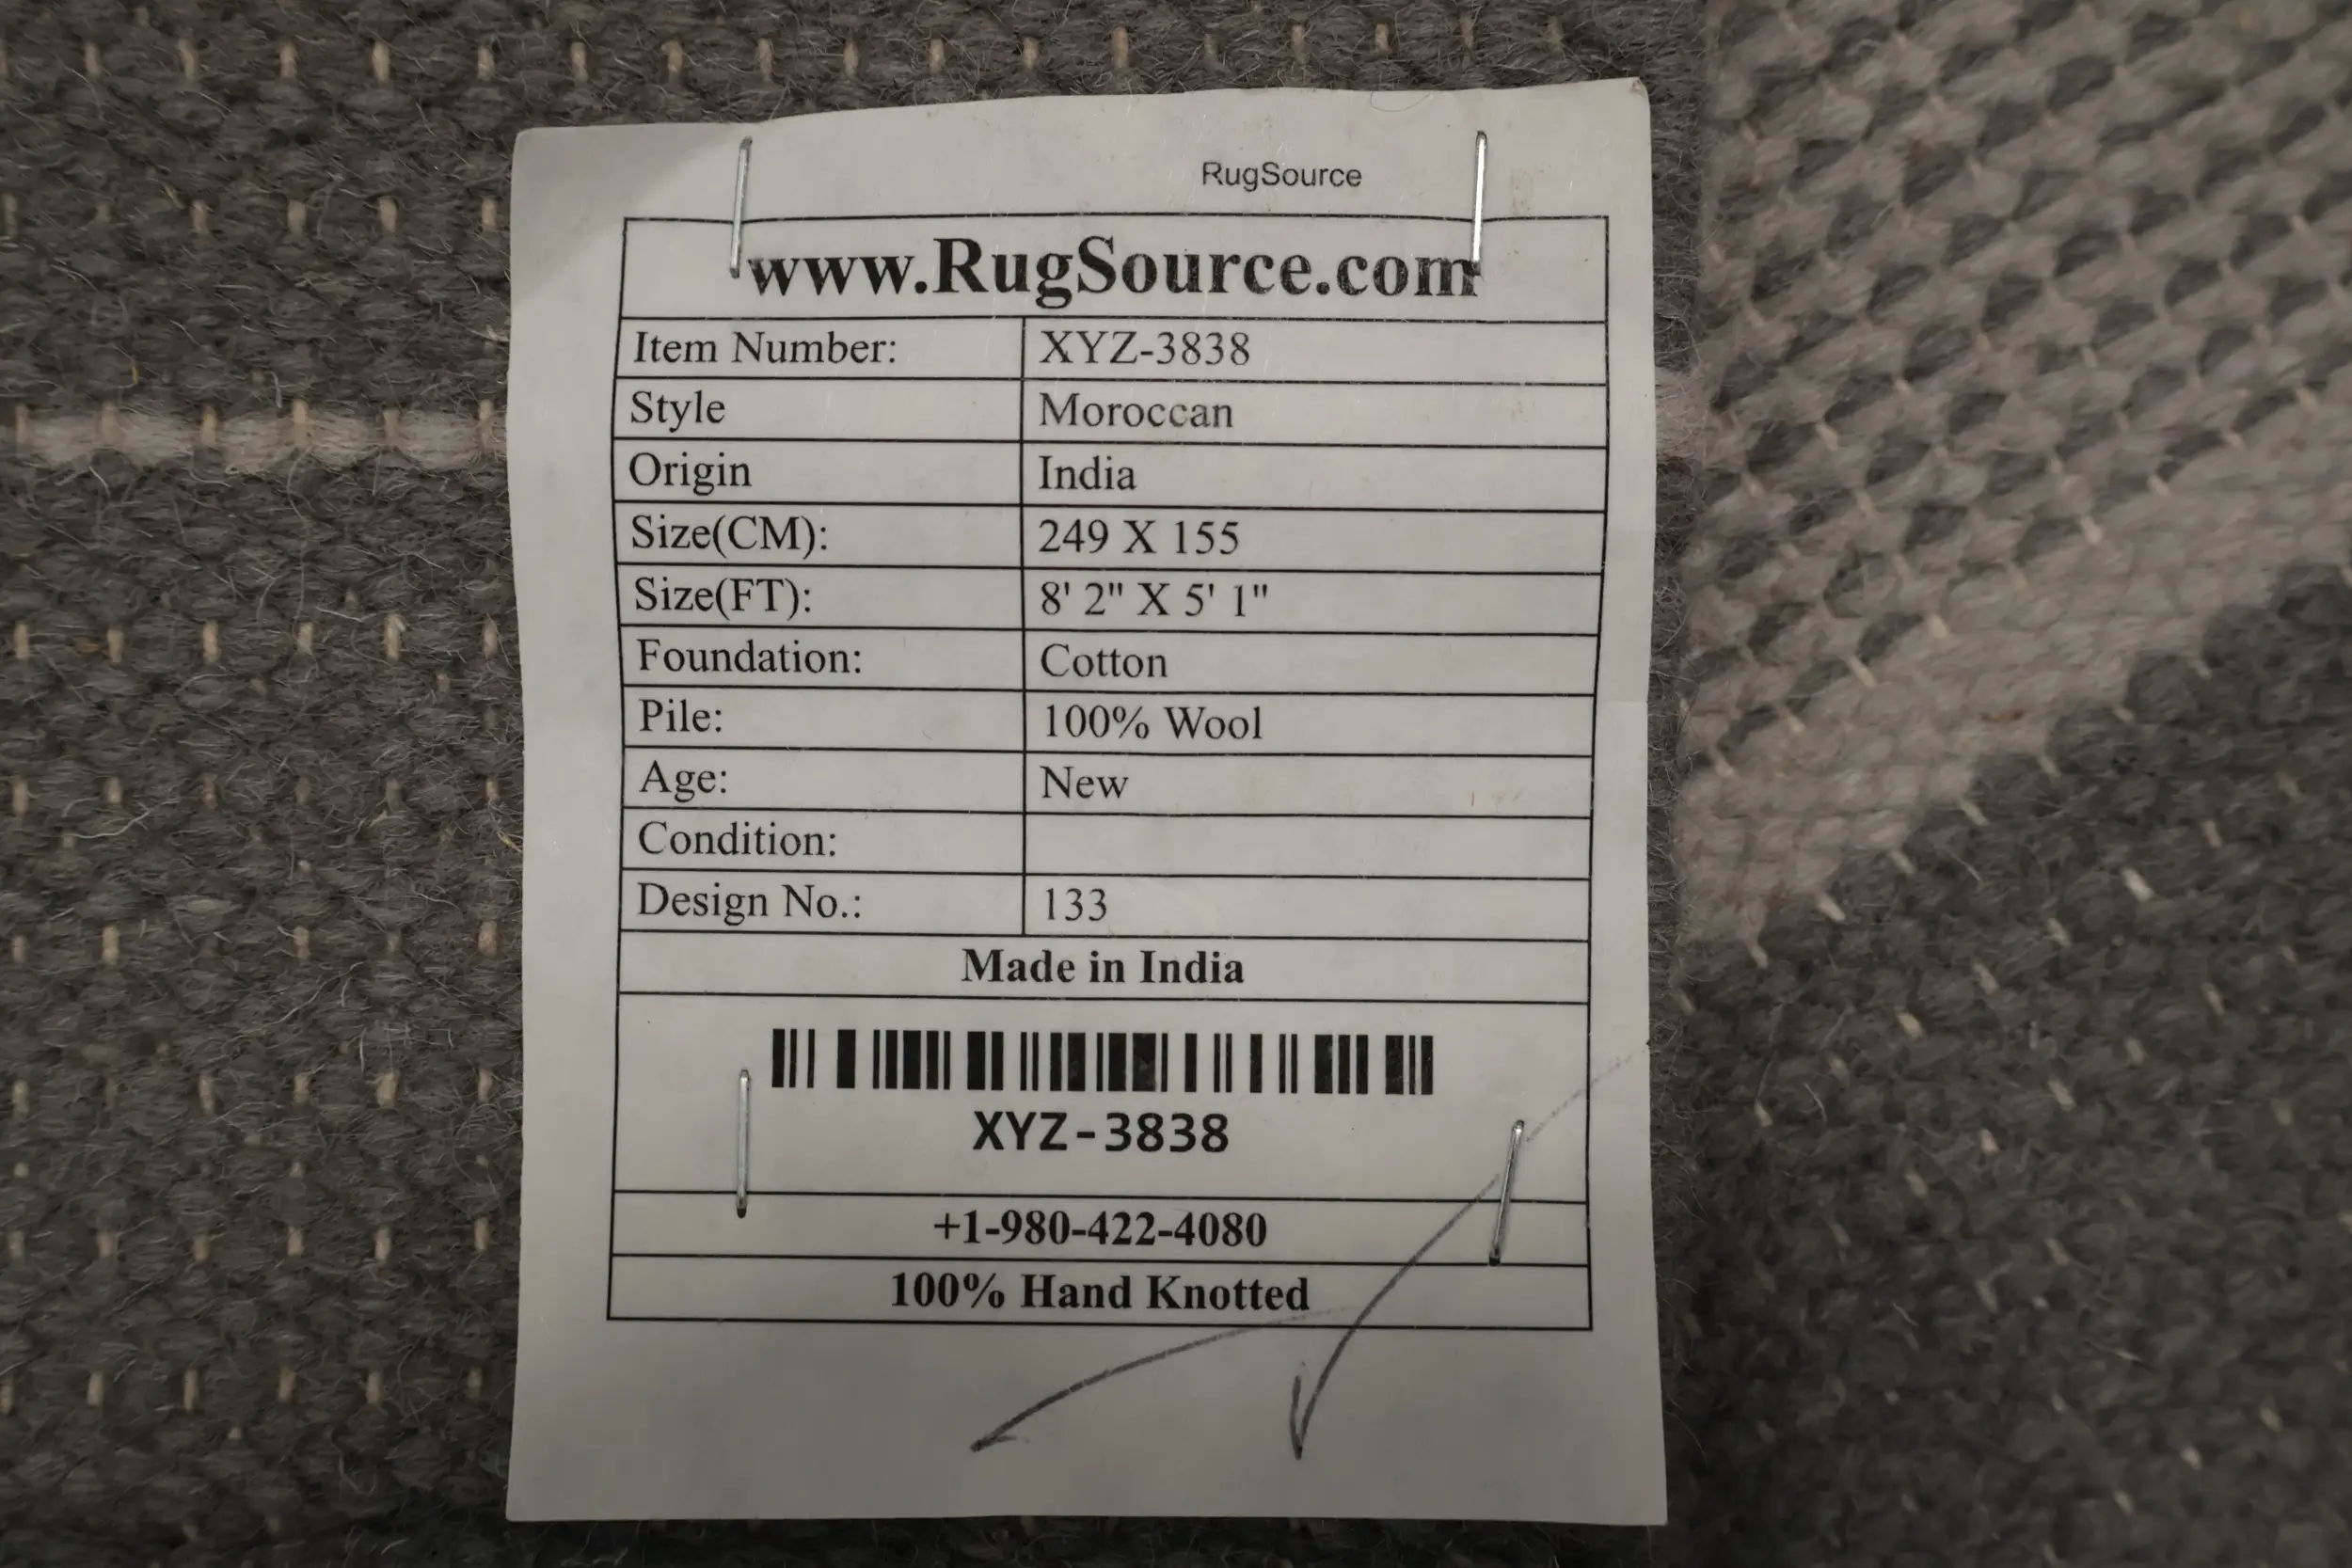 RugSource
www.RugSource.com
Item Number: XYZ-3838
Style Moroccan
Origin India
Size(CM): 249 X 155
Size(FT): 8' 2" X 5' 1"
Foundation: Cotton
Pile: 100% Wool
Age: New
Condition:
Design No.: 133
Made in India
XYZ-3838
+1-980-422-4080
100% Hand Knotted